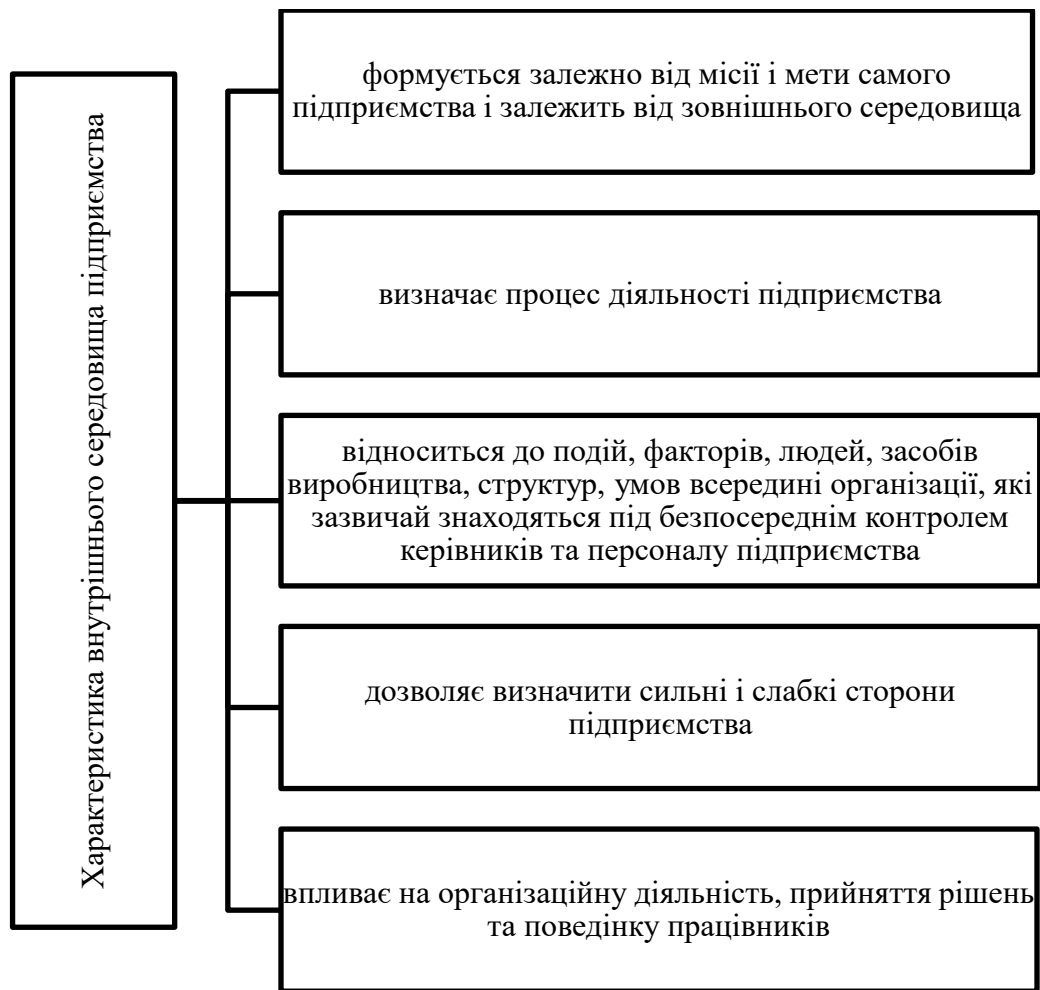 Характеристика внутрішнього середовища підприємства
формується залежно від місії і мети самого
підприємства і залежить від зовнішнього середовища
визначає процес діяльності підприємства
відноситься до подій, факторів, людей, засобів
виробництва, структур, умов всередині організації, які
зазвичай знаходяться під безпосереднім контролем
керівників та персоналу підприємства
дозволяє визначити сильні і слабкі сторони
підприємства
впливає на організаційну діяльність, прийняття рішень
та поведінку працівників